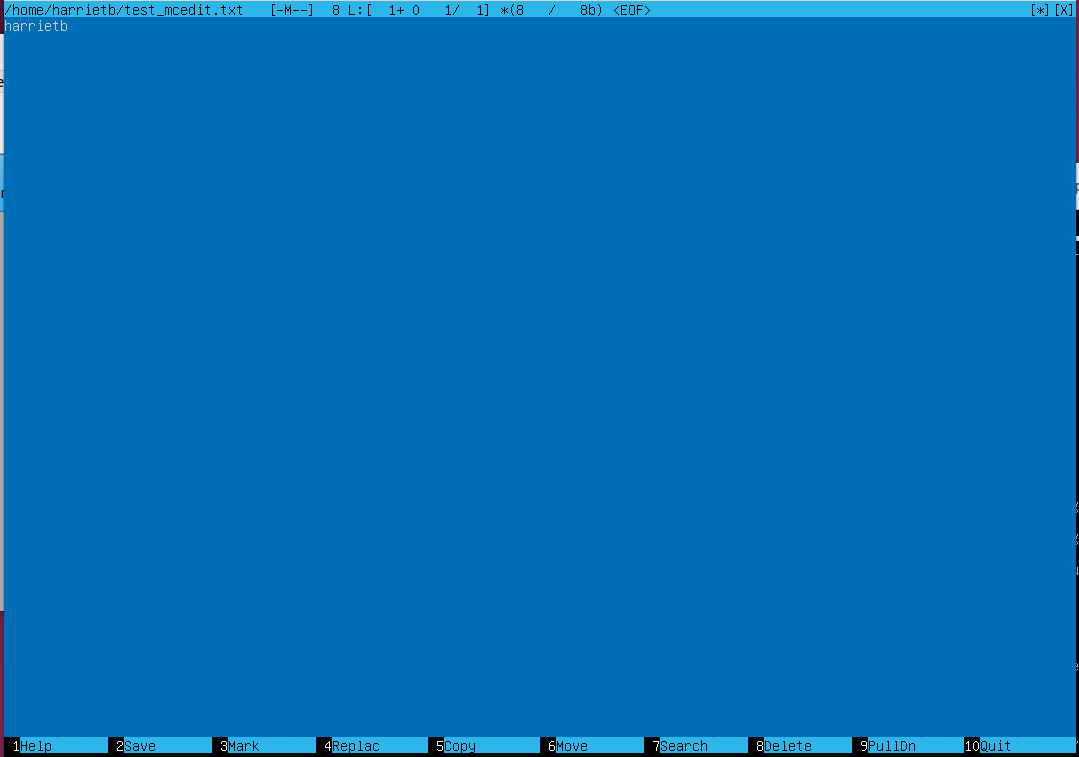 /home/harrietb/test_mcedit.txt   [-M--]  8 L:[  1+ 0   1/  1] *(8   /   8b) <EOF>   [*][X]
harrietb
1Help 2Save 3Mark 4Replac 5Copy 6Move 7Search 8Delete 9PullDn 10Quit